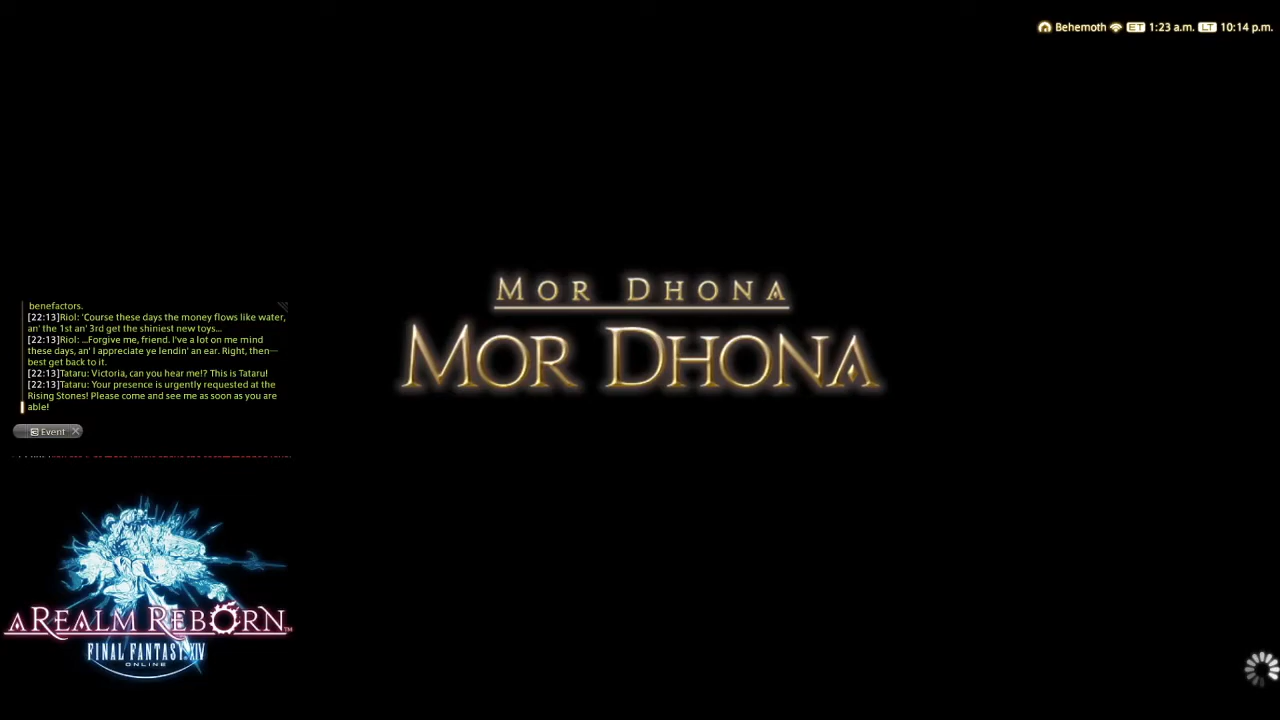 Behemoth ET 1:23 a.m. LT 10:14 p.m.
MOR DHONA
MOR DHONA
benefactors.
[22:13]Riol: 'Course these days the money flows like water,
an' the 1st an' 3rd get the shiniest new toys...
[22:13]Riol: ...Forgive me, friend. I've a lot on me mind
these days, an' I appreciate ye lendin' an ear. Right, then—
best get back to it.
[22:13]Tataru: Victoria, can you hear me!? This is Tataru!
[22:13]Tataru: Your presence is urgently requested at the
Rising Stones! Please come and see me as soon as you are
able!
Event
A REALM REBORN™
FINAL FANTASY XIV
ONLINE